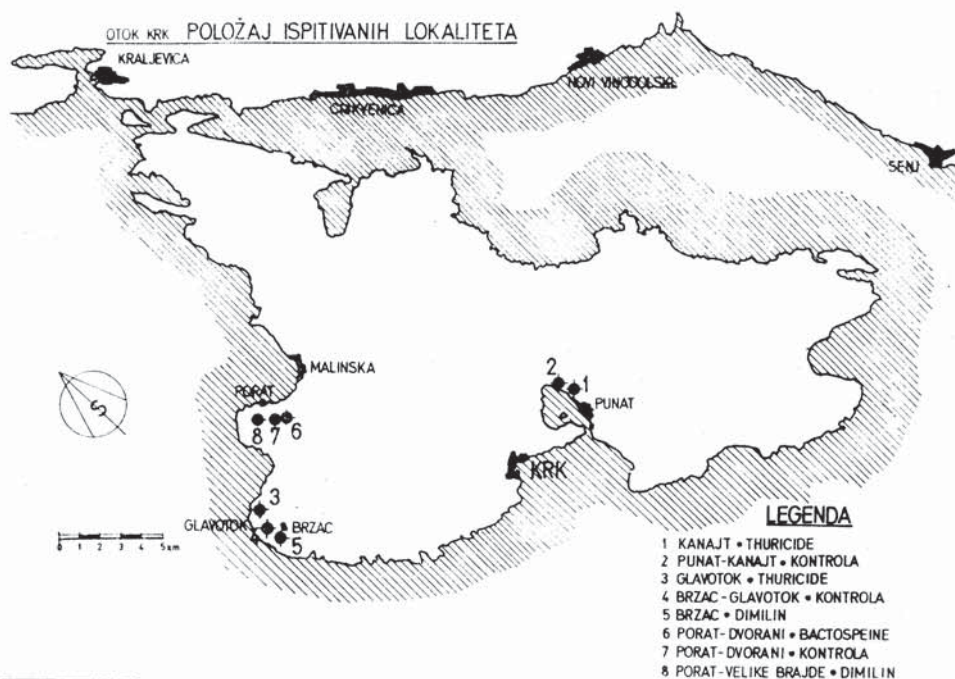 OTOK KRK POLOŽAJ ISPITIVANIH LOKALITETA
KRALJEVICA
CRIKVENICA
NOVI VINODOLSKI
SENJ
MALINSKA
PORAT
8 7 6
2 1
PUNAT
KRK
S
3
GLAVOTOK
4
BRZAC
5
0 1 2 3 4 5 km
LEGENDA
1 KANAJT • THURICIDE
2 PUNAT-KANAJT • KONTROLA
3 GLAVOTOK • THURICIDE
4 BRZAC-GLAVOTOK • KONTROLA
5 BRZAC • DIMILIN
6 PORAT-DVORANI • BACTOSPEINE
7 PORAT-DVORANI • KONTROLA
8 PORAT-VELIKE BRAJDE • DIMILIN